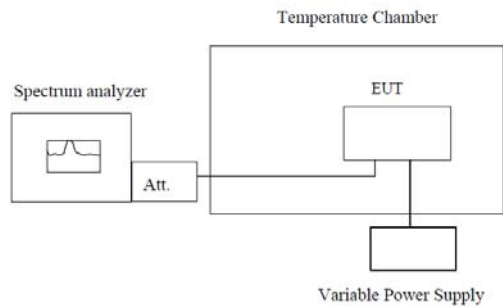 Temperature Chamber
Spectrum analyzer
EUT
Att.
Variable Power Supply